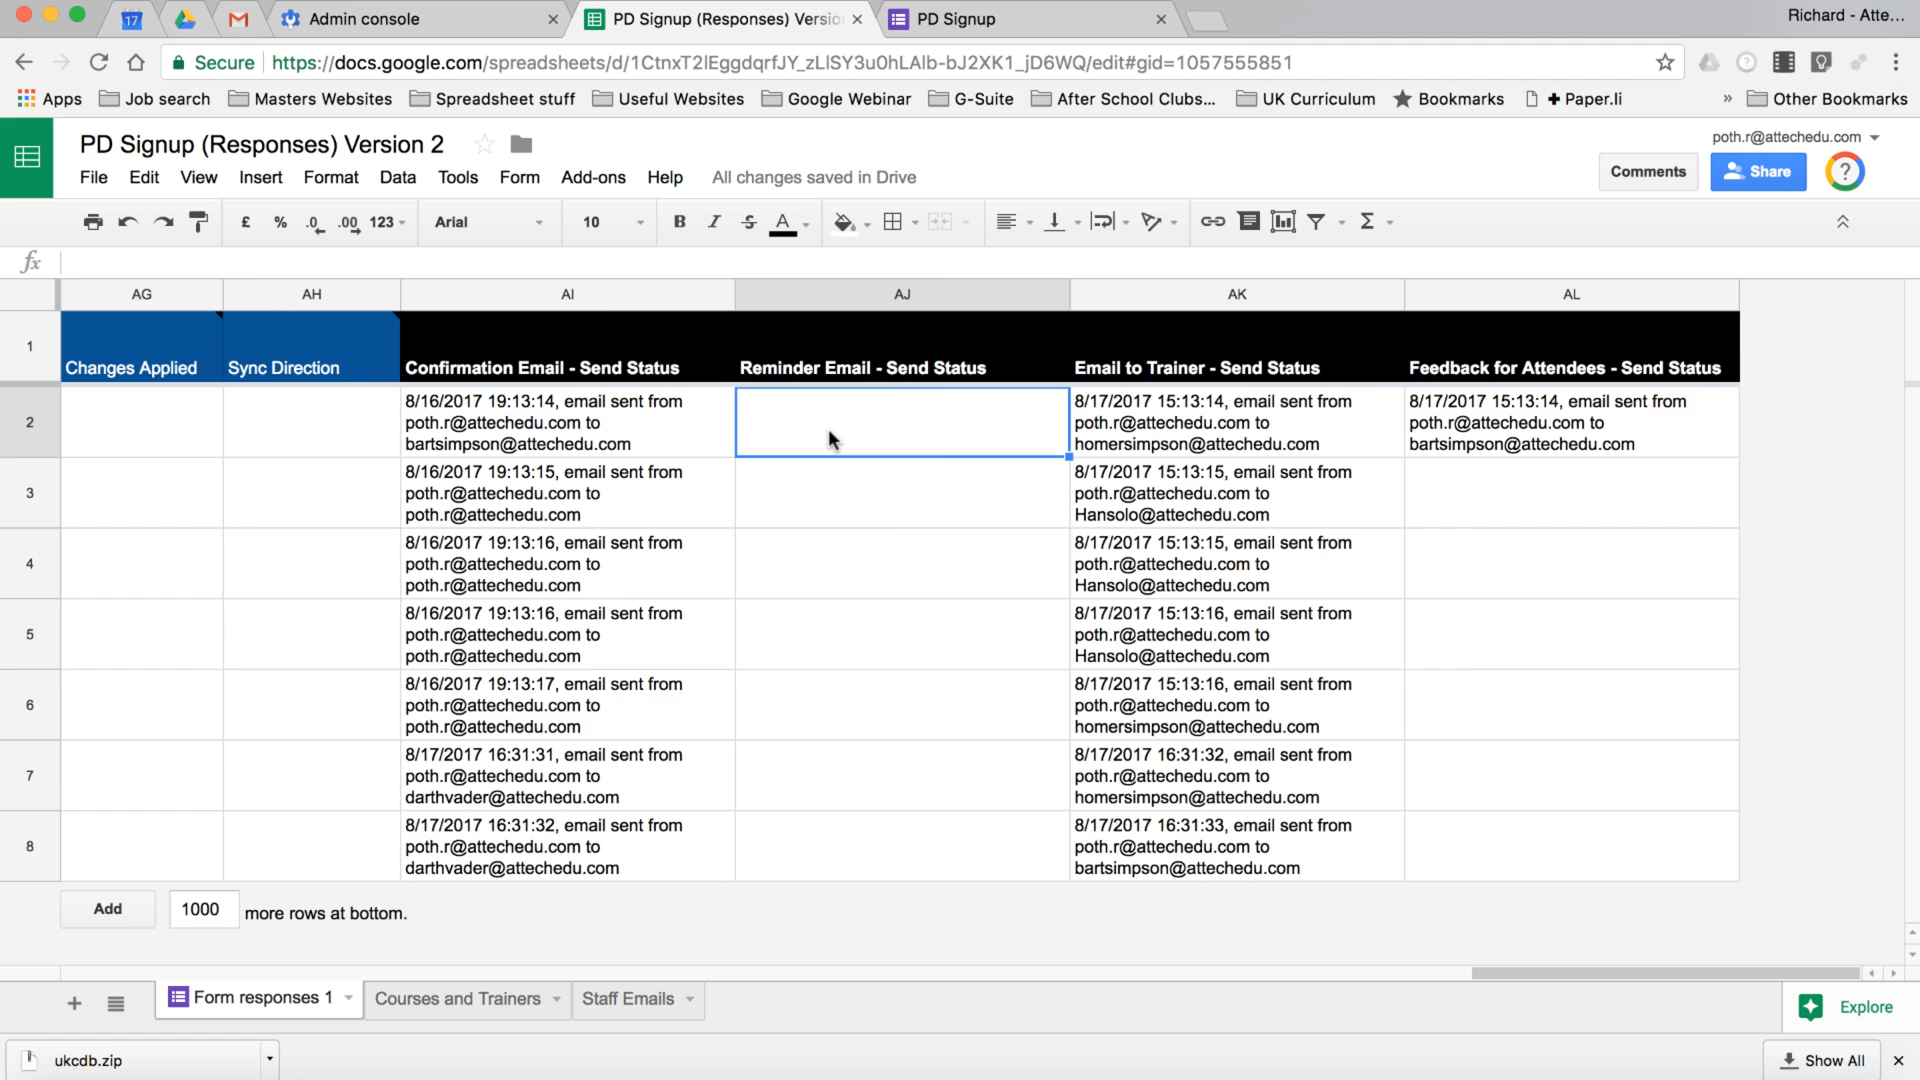 17
Admin console
PD Signup (Responses) Versio
PD Signup
Richard - Atte...
Secure
https://docs.google.com/spreadsheets/d/1CtnxT2lEggdqrfJY_zLlSY3u0hLAlb-bJ2XK1_jD6WQ/edit#gid=1057555851
Apps
Job search
Masters Websites
Spreadsheet stuff
Useful Websites
Google Webinar
G-Suite
After School Clubs...
UK Curriculum
Bookmarks
Paper.li
»
Other Bookmarks
PD Signup (Responses) Version 2
poth.r@attechedu.com
File Edit View Insert Format Data Tools Form Add-ons Help All changes saved in Drive
Comments
Share
?
£ % .0 .00 123 Arial 10 B I S A Σ
fx
AG AH AI AJ AK AL
1
Changes Applied
Sync Direction
Confirmation Email - Send Status
Reminder Email - Send Status
Email to Trainer - Send Status
Feedback for Attendees - Send Status
2
8/16/2017 19:13:14, email sent from
poth.r@attechedu.com to
bartsimpson@attechedu.com
8/17/2017 15:13:14, email sent from
poth.r@attechedu.com to
homersimpson@attechedu.com
8/17/2017 15:13:14, email sent from
poth.r@attechedu.com to
bartsimpson@attechedu.com
3
8/16/2017 19:13:15, email sent from
poth.r@attechedu.com to
poth.r@attechedu.com
8/17/2017 15:13:15, email sent from
poth.r@attechedu.com to
Hansolo@attechedu.com
4
8/16/2017 19:13:16, email sent from
poth.r@attechedu.com to
poth.r@attechedu.com
8/17/2017 15:13:15, email sent from
poth.r@attechedu.com to
Hansolo@attechedu.com
5
8/16/2017 19:13:16, email sent from
poth.r@attechedu.com to
poth.r@attechedu.com
8/17/2017 15:13:16, email sent from
poth.r@attechedu.com to
Hansolo@attechedu.com
6
8/16/2017 19:13:17, email sent from
poth.r@attechedu.com to
poth.r@attechedu.com
8/17/2017 15:13:16, email sent from
poth.r@attechedu.com to
homersimpson@attechedu.com
7
8/17/2017 16:31:31, email sent from
poth.r@attechedu.com to
darthvader@attechedu.com
8/17/2017 16:31:32, email sent from
poth.r@attechedu.com to
homersimpson@attechedu.com
8
8/17/2017 16:31:32, email sent from
poth.r@attechedu.com to
darthvader@attechedu.com
8/17/2017 16:31:33, email sent from
poth.r@attechedu.com to
bartsimpson@attechedu.com
Add 1000 more rows at bottom.
Form responses 1
Courses and Trainers
Staff Emails
Explore
ukcdb.zip
Show All